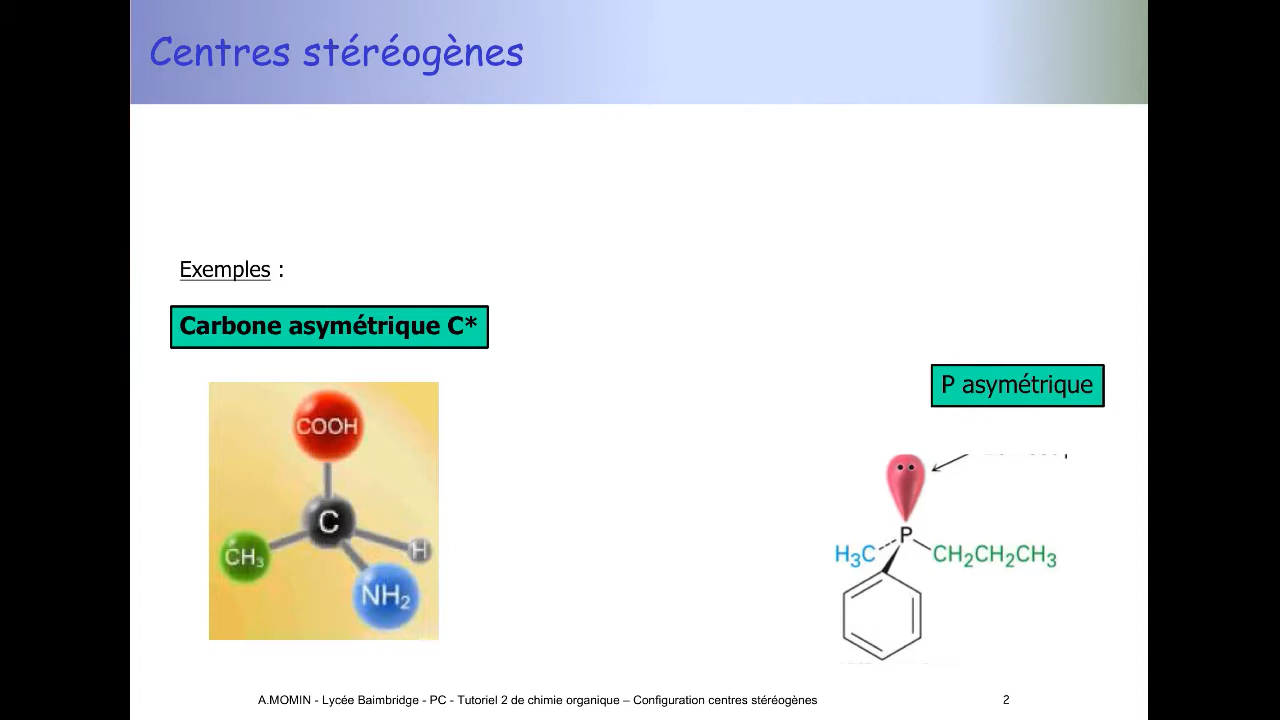 Centres stéréogènes
Exemples :
Carbone asymétrique C*
P asymétrique
COOH
C
CH₃
H
NH₂
P
H₃C
CH₂CH₂CH₃
A.MOMIN - Lycée Baimbridge - PC - Tutoriel 2 de chimie organique – Configuration centres stéréogènes
2